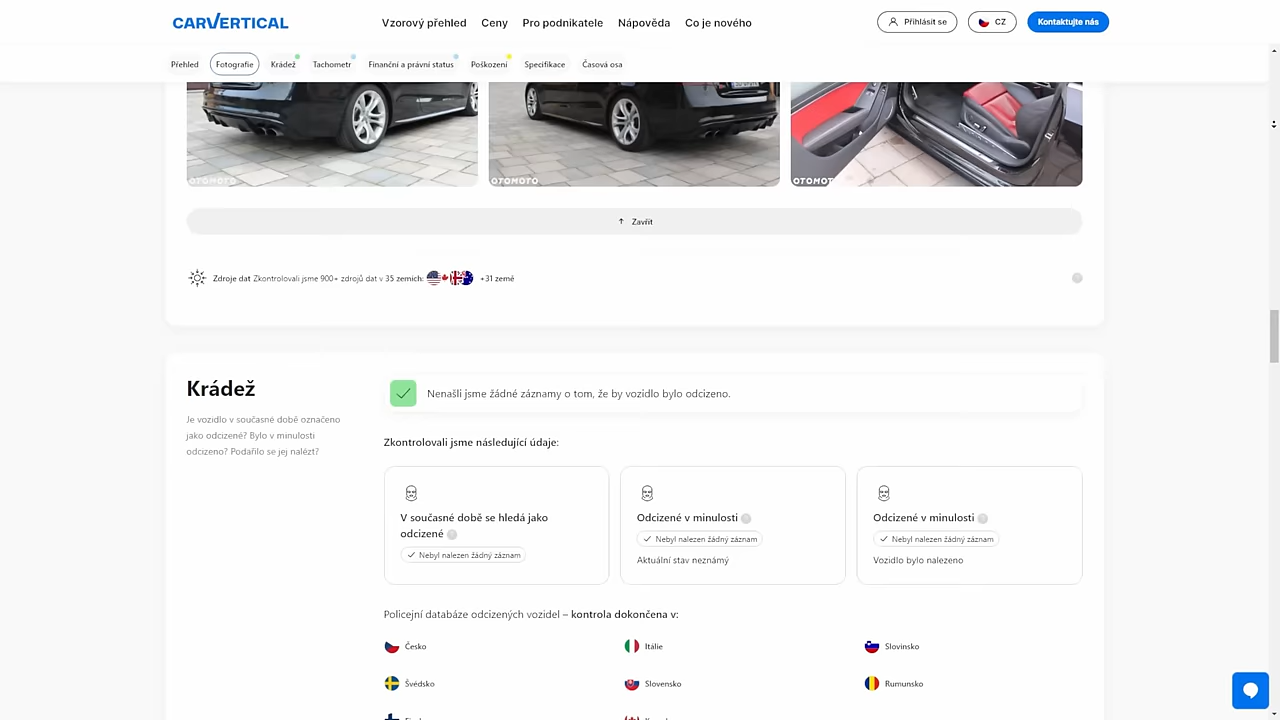 CARVERTICAL
Vzorový přehled Ceny Pro podnikatele Nápověda Co je nového
Přihlásit se CZ Kontaktujte nás
Přehled Fotografie Krádež Tachometr Finanční a právní status Poškození Specifikace Časová osa
OTOMOTO OTOMOTO OTOMOT
↑ Zavřít
Zdroje dat Zkontrolovali jsme 900+ zdrojů dat v 35 zemích: +31 země
Krádež
Je vozidlo v současné době označeno
jako odcizené? Bylo v minulosti
odcizeno? Podařilo se jej nalézt?
Nenašli jsme žádné záznamy o tom, že by vozidlo bylo odcizeno.
Zkontrolovali jsme následující údaje:
V současné době se hledá jako
odcizené
Nebyl nalezen žádný záznam
Odcizené v minulosti
Nebyl nalezen žádný záznam
Aktuální stav neznámý
Odcizené v minulosti
Nebyl nalezen žádný záznam
Vozidlo bylo nalezeno
Policejní databáze odcizených vozidel – kontrola dokončena v:
Česko Itálie Slovinsko
Švédsko Slovensko Rumunsko